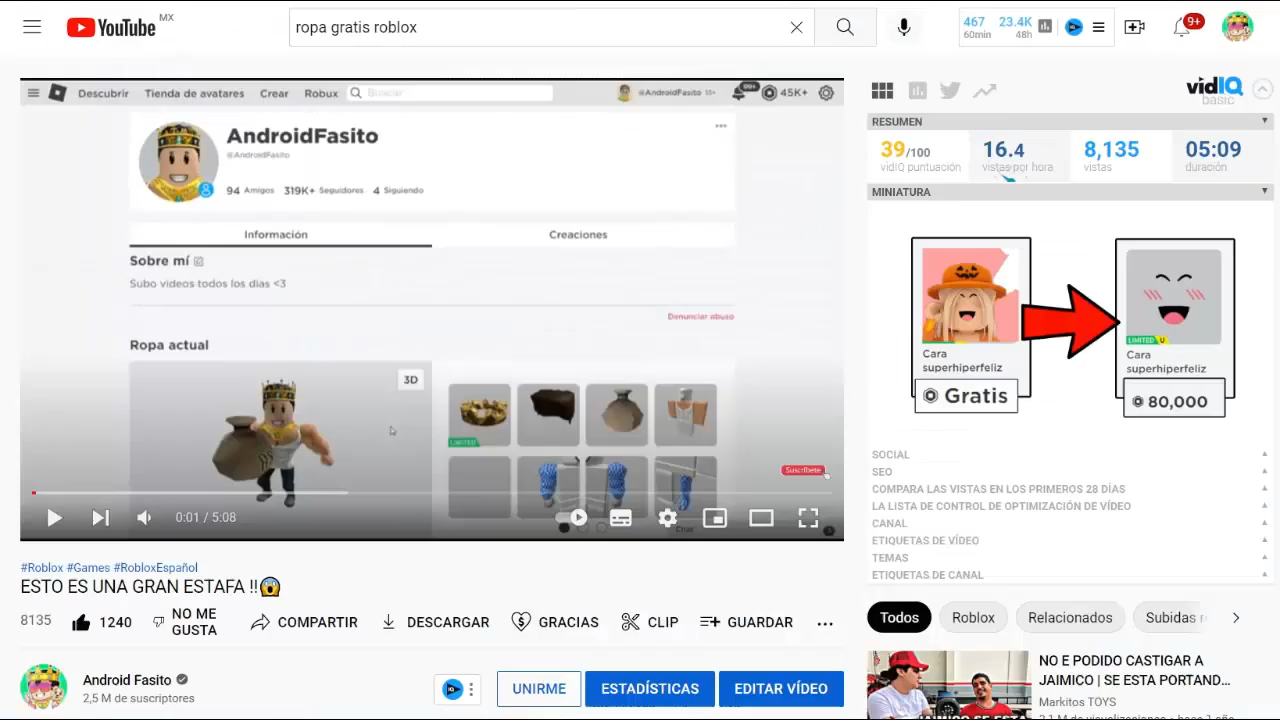 YouTube MX
ropa gratis roblox
467 23.4K
60min 48h
9+
Descubrir Tienda de avatares Crear Robux Buscar @AndroidFasito 13+ 99+ 45K+
AndroidFasito
@AndroidFasito
94 Amigos 319K+ Seguidores 4 Siguiendo
Información Creaciones
Sobre mí
Subo videos todos los dias <3
Denunciar abuso
Ropa actual
3D
LIMITED
Suscríbete
0:01 / 5:08
#Roblox #Games #RobloxEspañol
ESTO ES UNA GRAN ESTAFA !!😱
8135 1240 NO ME GUSTA COMPARTIR DESCARGAR GRACIAS CLIP GUARDAR ...
Android Fasito
2,5 M de suscriptores
UNIRME ESTADÍSTICAS EDITAR VÍDEO
vidIQ
basic
RESUMEN
39/100 16.4 8,135 05:09
vidIQ puntuación vistas por hora vistas duración
MINIATURA
Cara
superhiperfeliz
Gratis
LIMITED U
Cara
superhiperfeliz
80,000
SOCIAL
SEO
COMPARA LAS VISTAS EN LOS PRIMEROS 28 DÍAS
LA LISTA DE CONTROL DE OPTIMIZACIÓN DE VÍDEO
CANAL
ETIQUETAS DE VÍDEO
TEMAS
ETIQUETAS DE CANAL
Todos Roblox Relacionados Subidas r
NO E PODIDO CASTIGAR A
JAIMICO | SE ESTA PORTAND...
Markitos TOYS